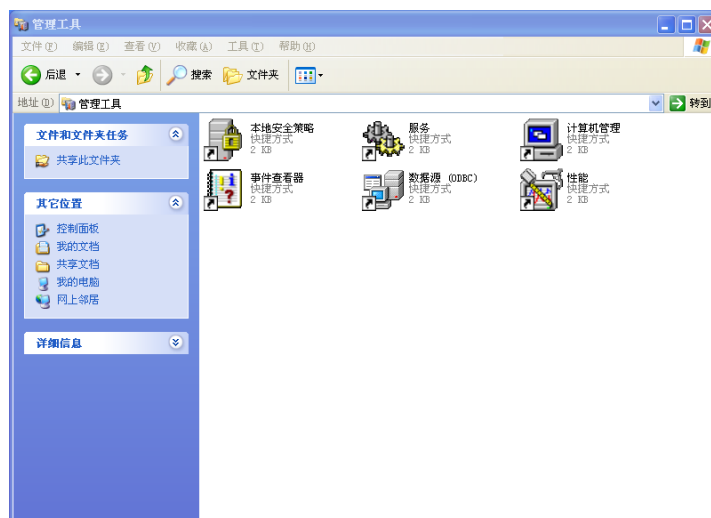 管理工具
文件(F) 编辑(E) 查看(V) 收藏(A) 工具(T) 帮助(H)
后退 搜索 文件夹
地址(D) 管理工具 转到
文件和文件夹任务
共享此文件夹
其它位置
控制面板
我的文档
共享文档
我的电脑
网上邻居
详细信息
本地安全策略
快捷方式
2 KB
服务
快捷方式
2 KB
计算机管理
快捷方式
2 KB
事件查看器
快捷方式
2 KB
数据源 (ODBC)
快捷方式
2 KB
性能
快捷方式
2 KB